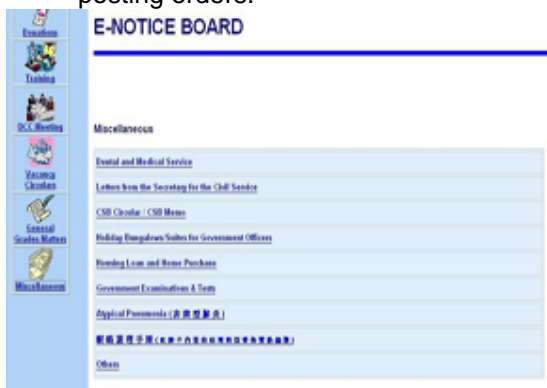 posting orders.
E-NOTICE BOARD
Donations
Training
DCC Meeting
Vacancy
Circulars
General
Grades Matters
Miscellaneous
Miscellaneous
Dental and Medical Service
Letters from the Secretary for the Civil Service
CSB Circular / CSB Memo
Holiday Bungalows/Suites for Government Officers
Housing Loan and Home Purchase
Government Examinations & Tests
Atypical Pneumonia (非典型肺炎)
Others